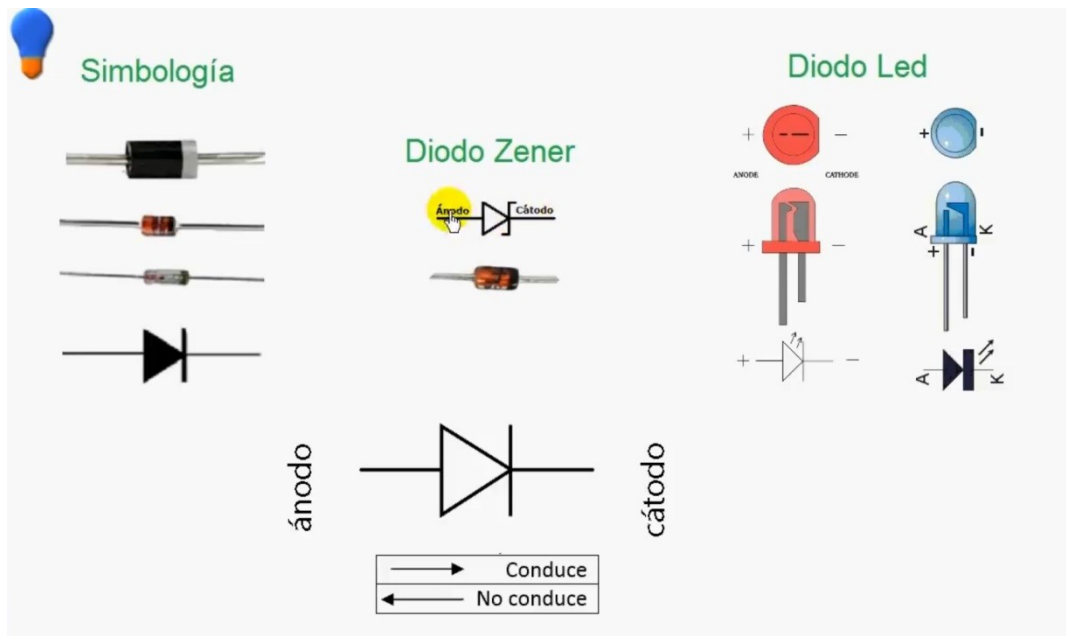 Simbología
Diodo Zener
Ánodo
Cátodo
Diodo Led
+ −
ANODE CATHODE
+ −
+ −
+ -
A K
+ -
A K
ánodo
cátodo
Conduce
No conduce